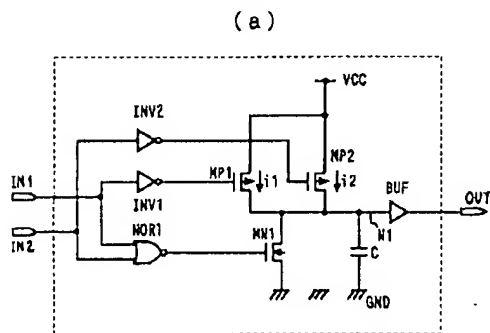 (a)
VCC
INV2
MP2
MP1
i1
i2
BUF
IN1
OUT
INV1
N1
IN2
NOR1
MN1
C
GND